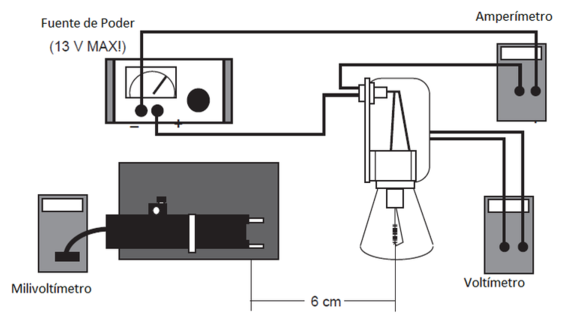 Fuente de Poder
(13 V MAX!)
Amperímetro
− +
Milivoltímetro
Voltímetro
6 cm